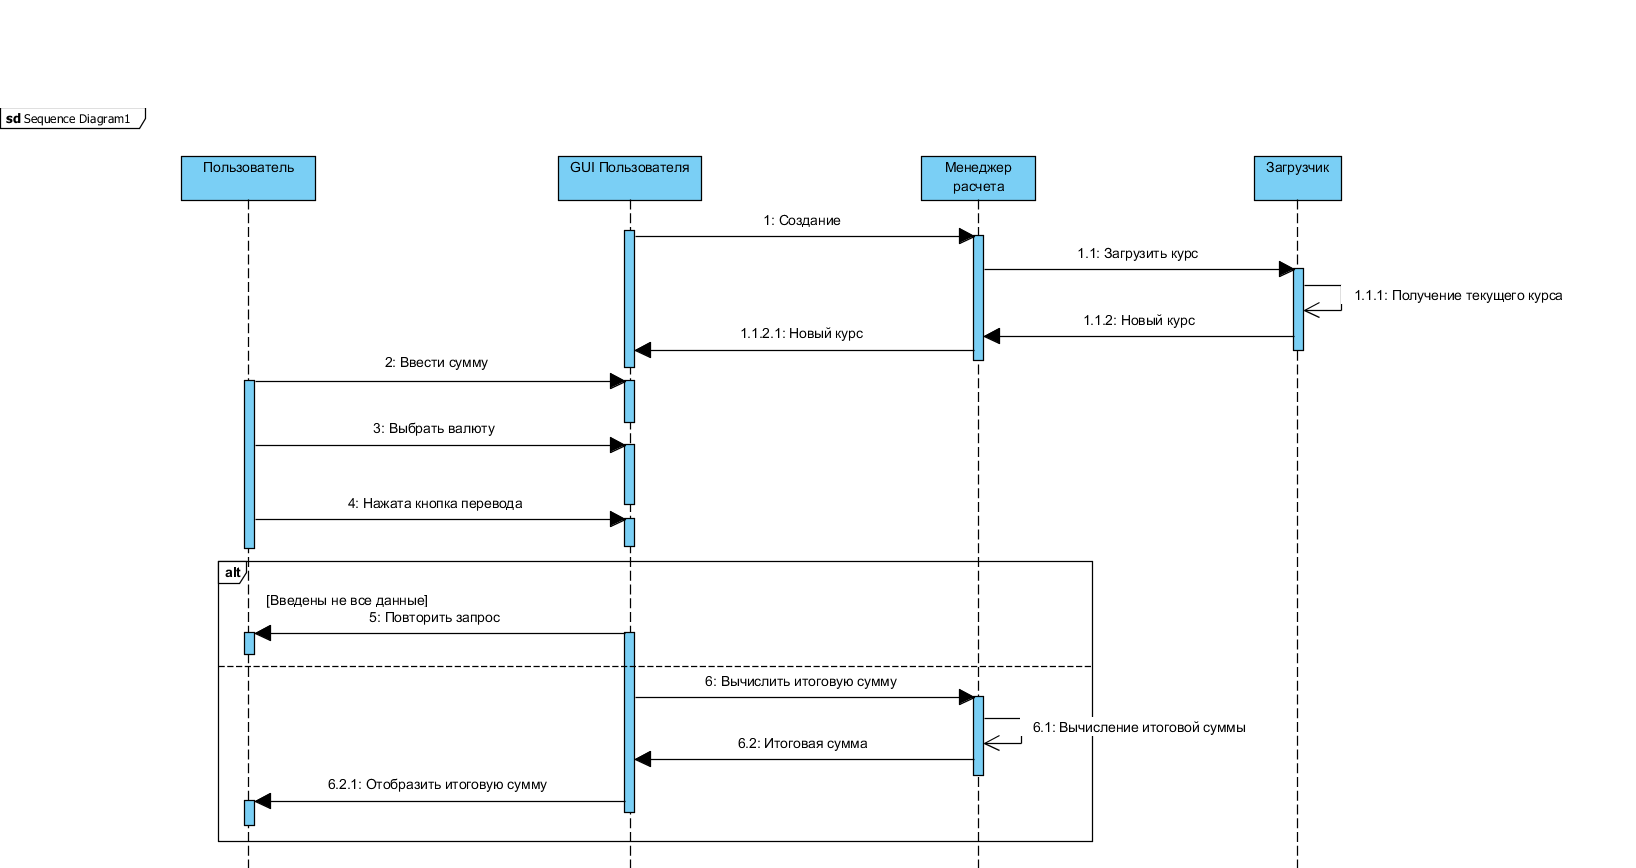 sd Sequence Diagram1
Пользователь
GUI Пользователя
Менеджер
расчета
Загрузчик
1: Создание
1.1: Загрузить курс
1.1.1: Получение текущего курса
1.1.2: Новый курс
1.1.2.1: Новый курс
2: Ввести сумму
3: Выбрать валюту
4: Нажата кнопка перевода
alt
[Введены не все данные]
5: Повторить запрос
6: Вычислить итоговую сумму
6.1: Вычисление итоговой суммы
6.2: Итоговая сумма
6.2.1: Отобразить итоговую сумму